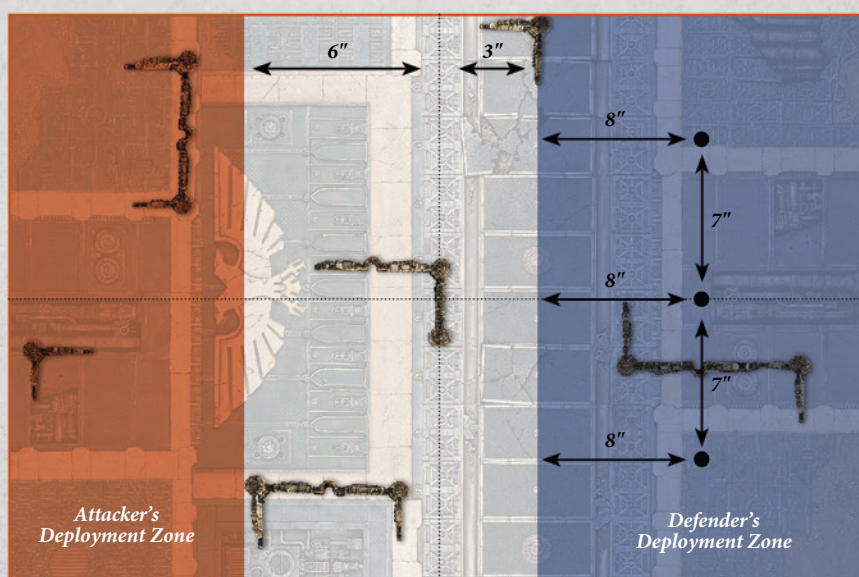 6"
3"
8"
7"
8"
7"
8"
Attacker's
Deployment Zone
Defender's
Deployment Zone